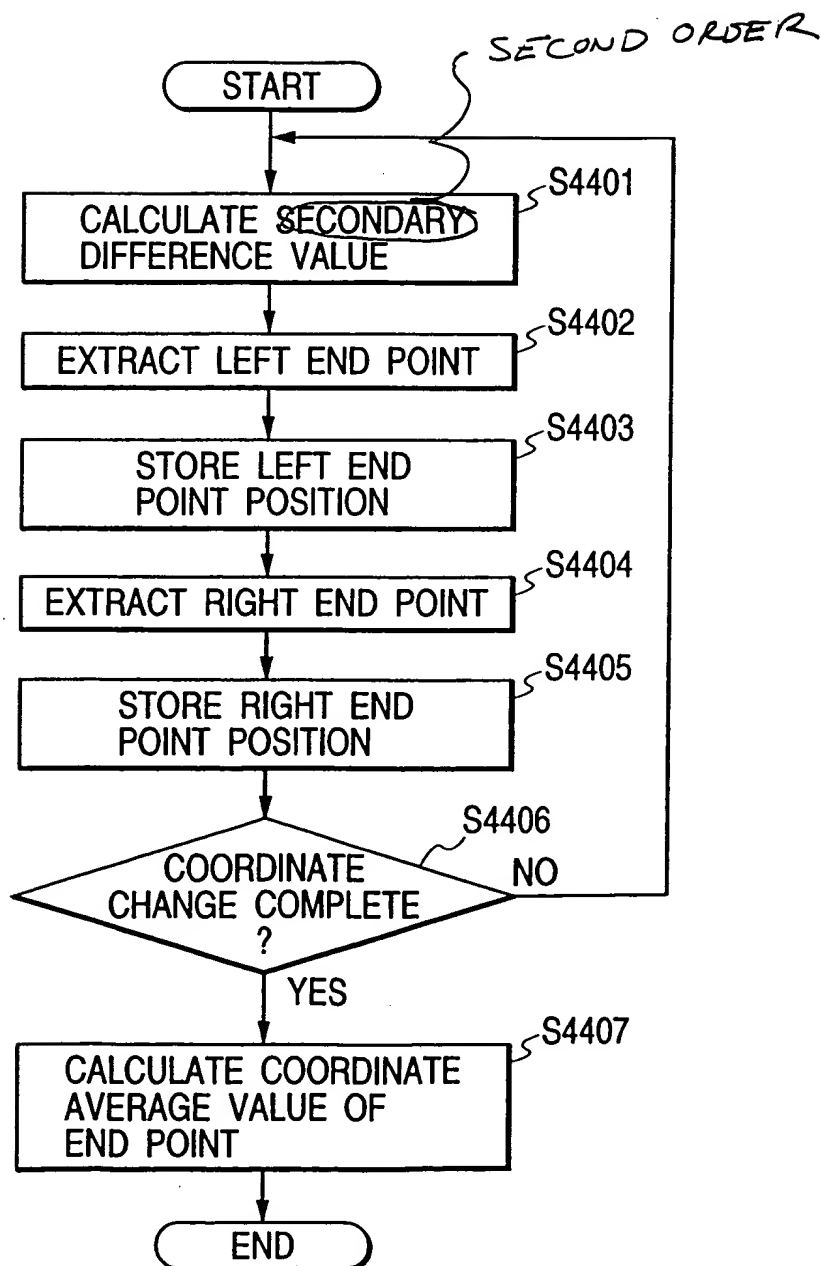 SECOND ORDER
START
S4401
CALCULATE SECONDARY
DIFFERENCE VALUE
S4402
EXTRACT LEFT END POINT
S4403
STORE LEFT END
POINT POSITION
S4404
EXTRACT RIGHT END POINT
S4405
STORE RIGHT END
POINT POSITION
S4406
COORDINATE
CHANGE COMPLETE
?
NO
YES
S4407
CALCULATE COORDINATE
AVERAGE VALUE OF
END POINT
END